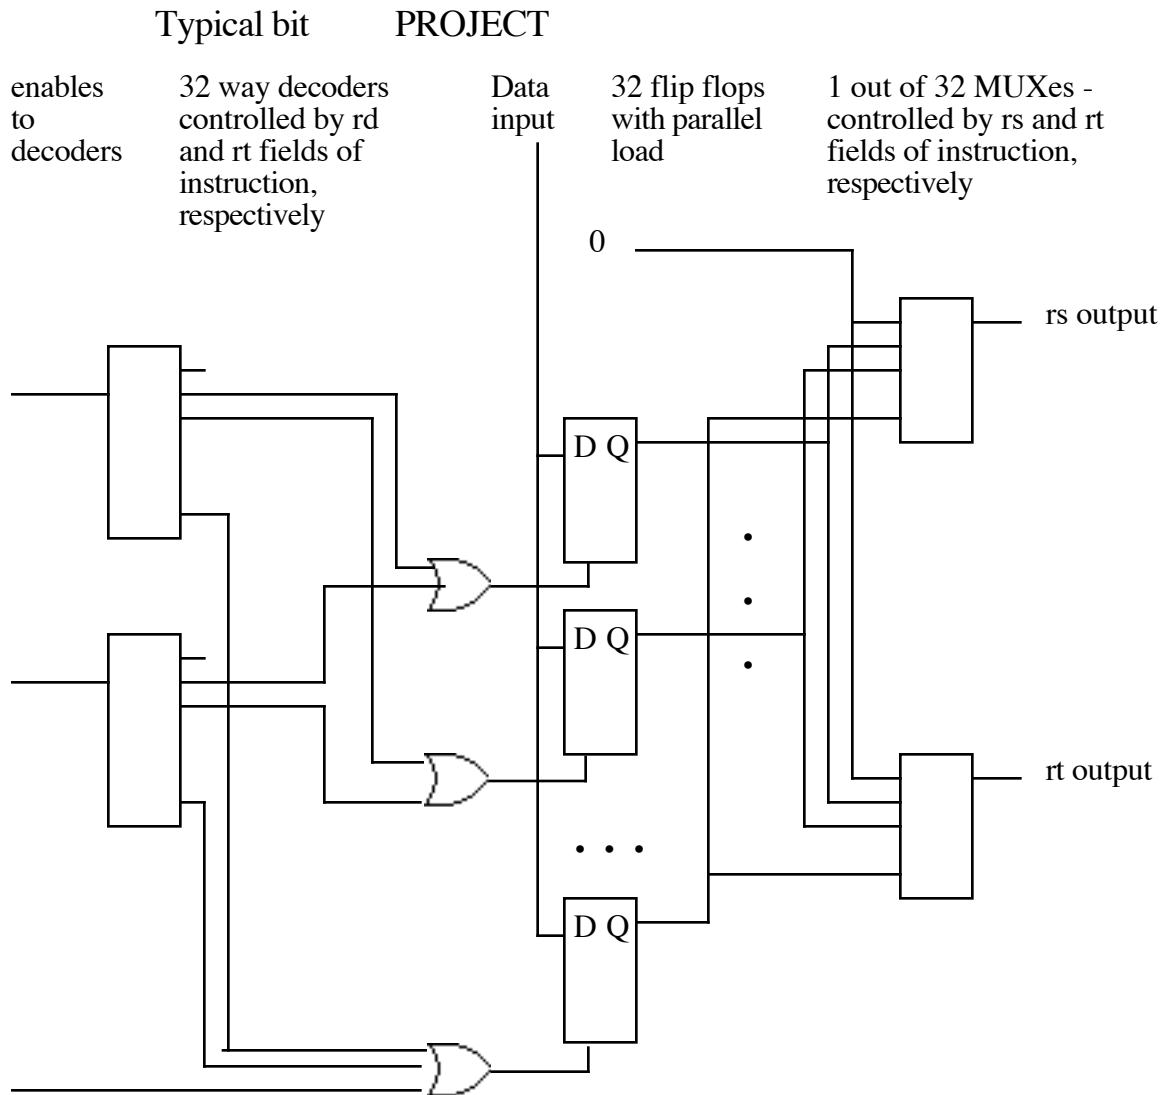 Typical bit PROJECT
enables
to
decoders
32 way decoders
controlled by rd
and rt fields of
instruction,
respectively
Data
input
32 flip flops
with parallel
load
1 out of 32 MUXes -
controlled by rs and rt
fields of instruction,
respectively
0
rs output
D Q
D Q
rt output
D Q